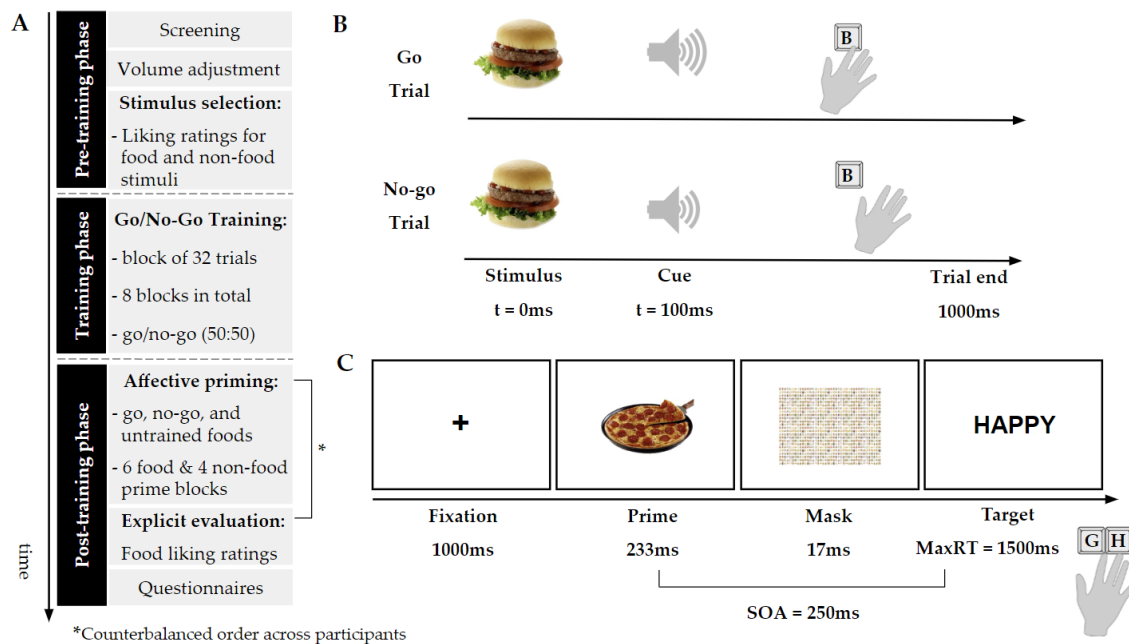 A
Pre-training phase
Screening
Volume adjustment
Stimulus selection:
- Liking ratings for
food and non-food
stimuli
Training phase
Go/No-Go Training:
- block of 32 trials
- 8 blocks in total
- go/no-go (50:50)
Post-training phase
Affective priming:
- go, no-go, and
untrained foods
- 6 food & 4 non-food
prime blocks
*
Explicit evaluation:
Food liking ratings
Questionnaires
time
*Counterbalanced order across participants
B
Go
Trial
B
No-go
Trial
B
Stimulus
Cue
Trial end
t = 0ms
t = 100ms
1000ms
C
+
HAPPY
Fixation
Prime
Mask
Target
1000ms
233ms
17ms
MaxRT = 1500ms
G H
SOA = 250ms